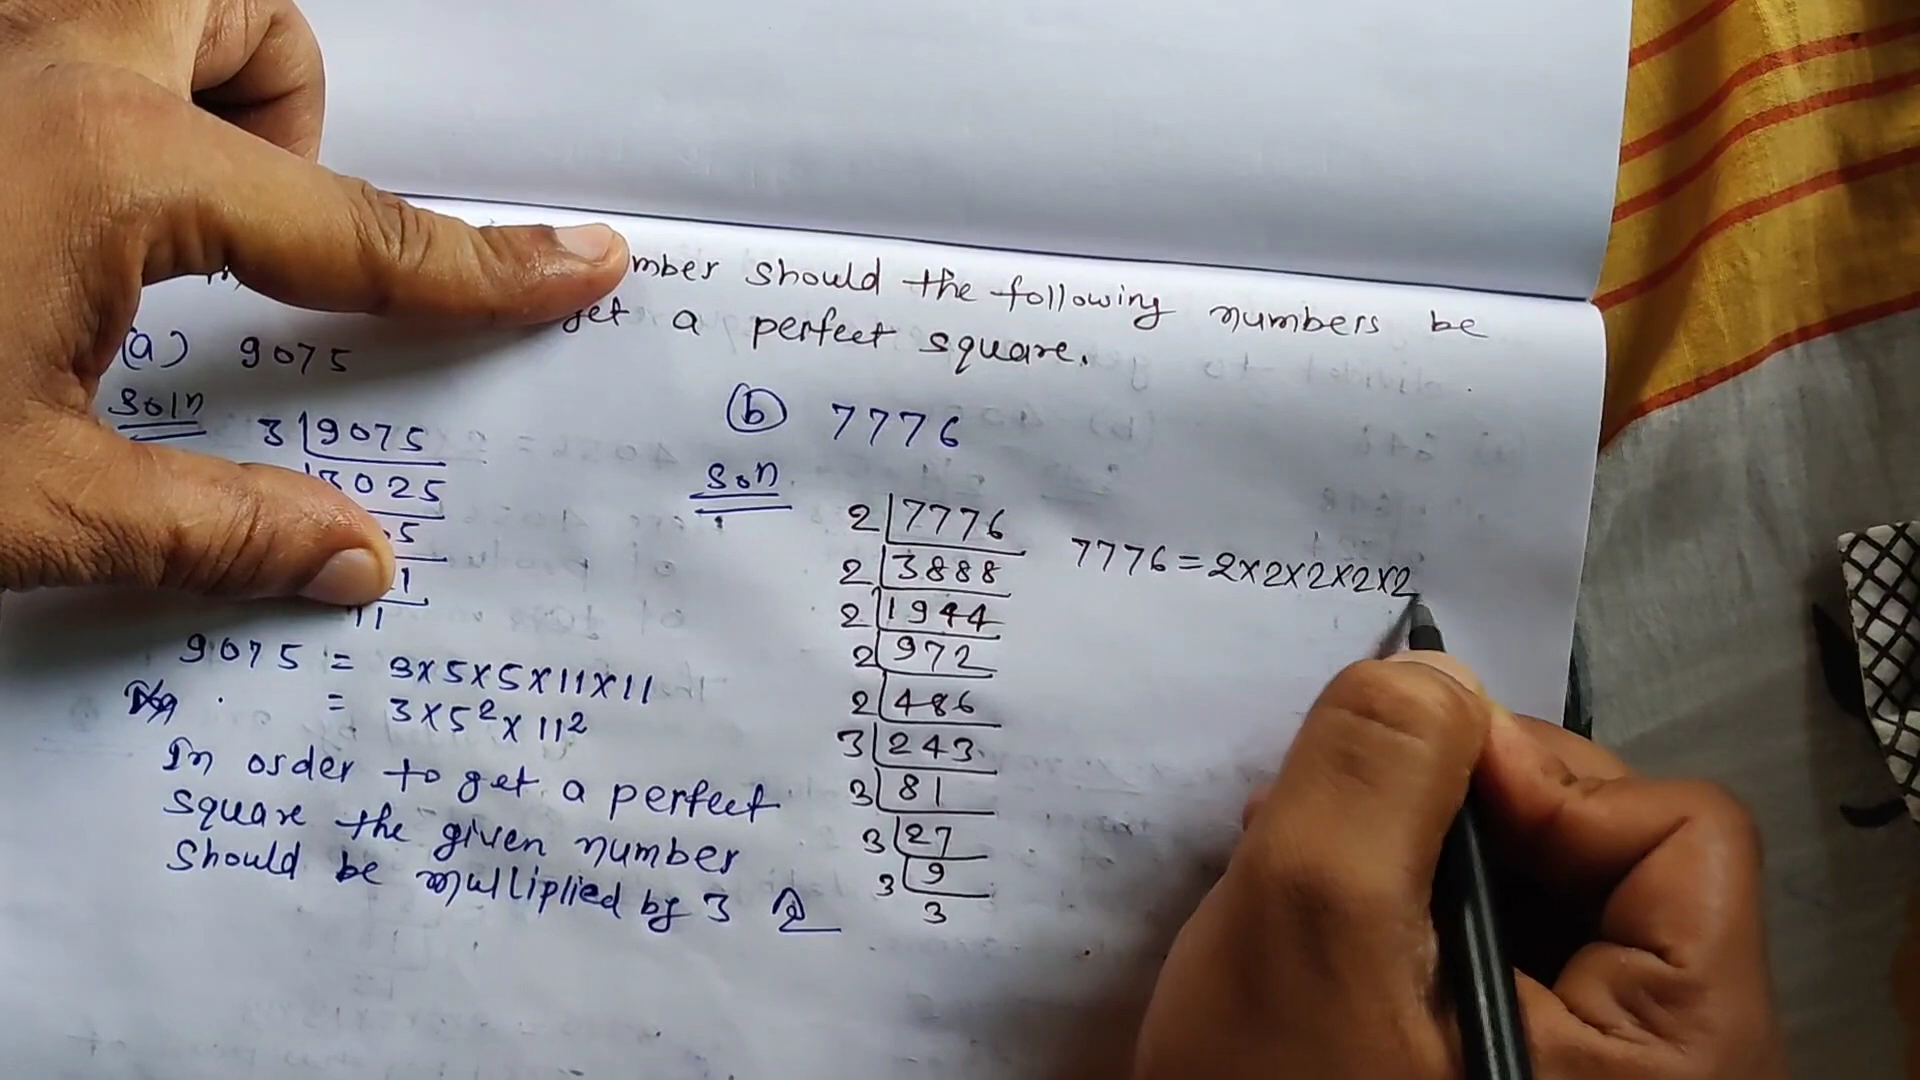 mber should the following numbers be
get a perfect square.
(a) 9075
Soln
3 9075
3025
5
1
11
9075 = 3×5×5×11×11
= 3×5²×11²
In order to get a perfect
square the given number
should be mulliplied by 3
(b) 7776
Son
2 7776
2 3888
2 1944
2 972
2 486
3 243
3 81
3 27
3 9
3
7776 = 2×2×2×2×2